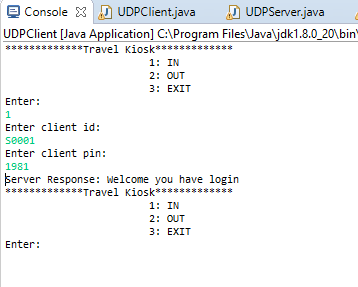 Console UDPClient.java UDPServer.java
UDPClient [Java Application] C:\Program Files\Java\jdk1.8.0_20\bin\
*************Travel Kiosk*************
1: IN
2: OUT
3: EXIT
Enter:
1
Enter client id:
S0001
Enter client pin:
1981
Server Response: Welcome you have login
*************Travel Kiosk*************
1: IN
2: OUT
3: EXIT
Enter: